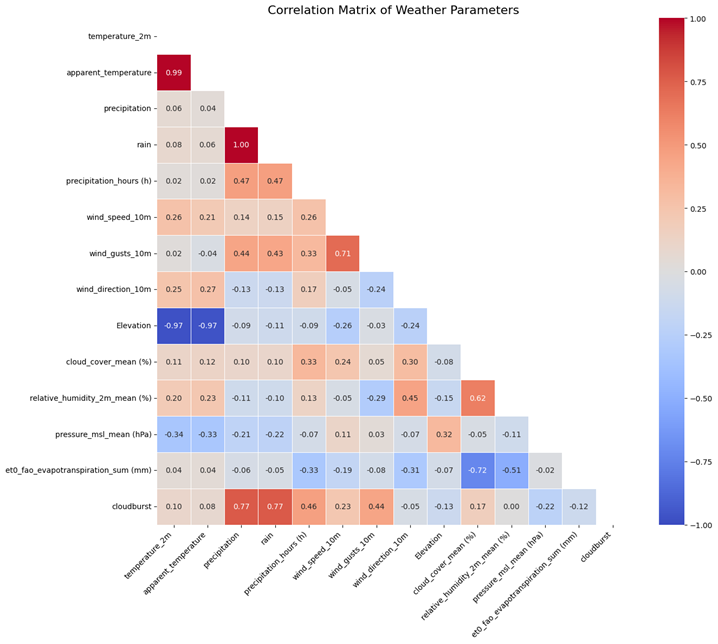 Correlation Matrix of Weather Parameters
temperature_2m
apparent_temperature 0.99
precipitation 0.06 0.04
rain 0.08 0.06 1.00
precipitation_hours (h) 0.02 0.02 0.47 0.47
wind_speed_10m 0.26 0.21 0.14 0.15 0.26
wind_gusts_10m 0.02 -0.04 0.44 0.43 0.33 0.71
wind_direction_10m 0.25 0.27 -0.13 -0.13 0.17 -0.05 -0.24
Elevation -0.97 -0.97 -0.09 -0.11 -0.09 -0.26 -0.03 -0.24
cloud_cover_mean (%) 0.11 0.12 0.10 0.10 0.33 0.24 0.05 0.30 -0.08
relative_humidity_2m_mean (%) 0.20 0.23 -0.11 -0.10 0.13 -0.05 -0.29 0.45 -0.15 0.62
pressure_msl_mean (hPa) -0.34 -0.33 -0.21 -0.22 -0.07 0.11 0.03 -0.07 0.32 -0.05 -0.11
et0_fao_evapotranspiration_sum (mm) 0.04 0.04 -0.06 -0.05 -0.33 -0.19 -0.08 -0.31 -0.07 -0.72 -0.51 -0.02
cloudburst 0.10 0.08 0.77 0.77 0.46 0.23 0.44 -0.05 -0.13 0.17 0.00 -0.22 -0.12
temperature_2m
apparent_temperature
precipitation
rain
precipitation_hours (h)
wind_speed_10m
wind_gusts_10m
wind_direction_10m
Elevation
cloud_cover_mean (%)
relative_humidity_2m_mean (%)
pressure_msl_mean (hPa)
et0_fao_evapotranspiration_sum (mm)
cloudburst
1.00
0.75
0.50
0.25
0.00
-0.25
-0.50
-0.75
-1.00